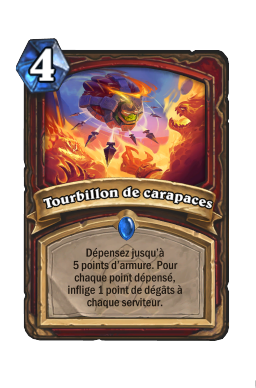 4
Tourbillon de carapaces
Dépensez jusqu'à
5 points d'armure. Pour
chaque point dépensé,
inflige 1 point de dégâts à
chaque serviteur.